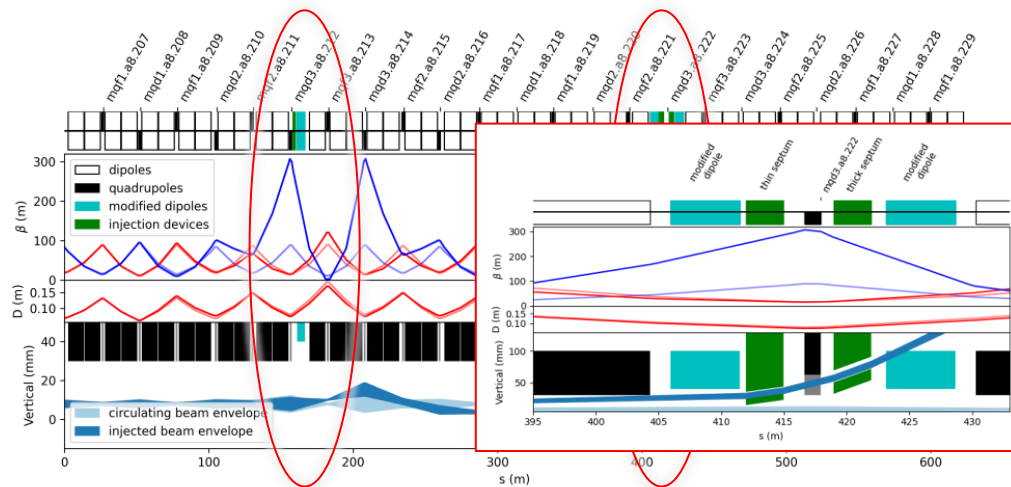 mqf1.a8.207
mqd1.a8.208
mqf1.a8.209
mqd2.a8.210
mqf2.a8.211
mqd3.a8.212
mqf3.a8.213
mqd3.a8.214
mqf2.a8.215
mqd2.a8.216
mqf1.a8.217
mqd1.a8.218
mqf1.a8.219
mqd2.a8.220
mqf2.a8.221
mqd3.a8.222
mqf3.a8.223
mqd3.a8.224
mqf2.a8.225
mqd2.a8.226
mqf1.a8.227
mqd1.a8.228
mqf1.a8.229
dipoles
quadrupoles
modified dipoles
injection devices
β (m)
300
200
100
0
D (m)
0.15
0.10
Vertical (mm)
40
20
0
circulating beam envelope
injected beam envelope
0 100 200 300 400 500 600
s (m)
modified
dipole
thin septum
mqd3.a8.222
thick septum
modified
dipole
β (m)
300
200
100
0
D (m)
0.15
0.10
Vertical (mm)
100
50
395 400 405 410 415 420 425 430
s (m)